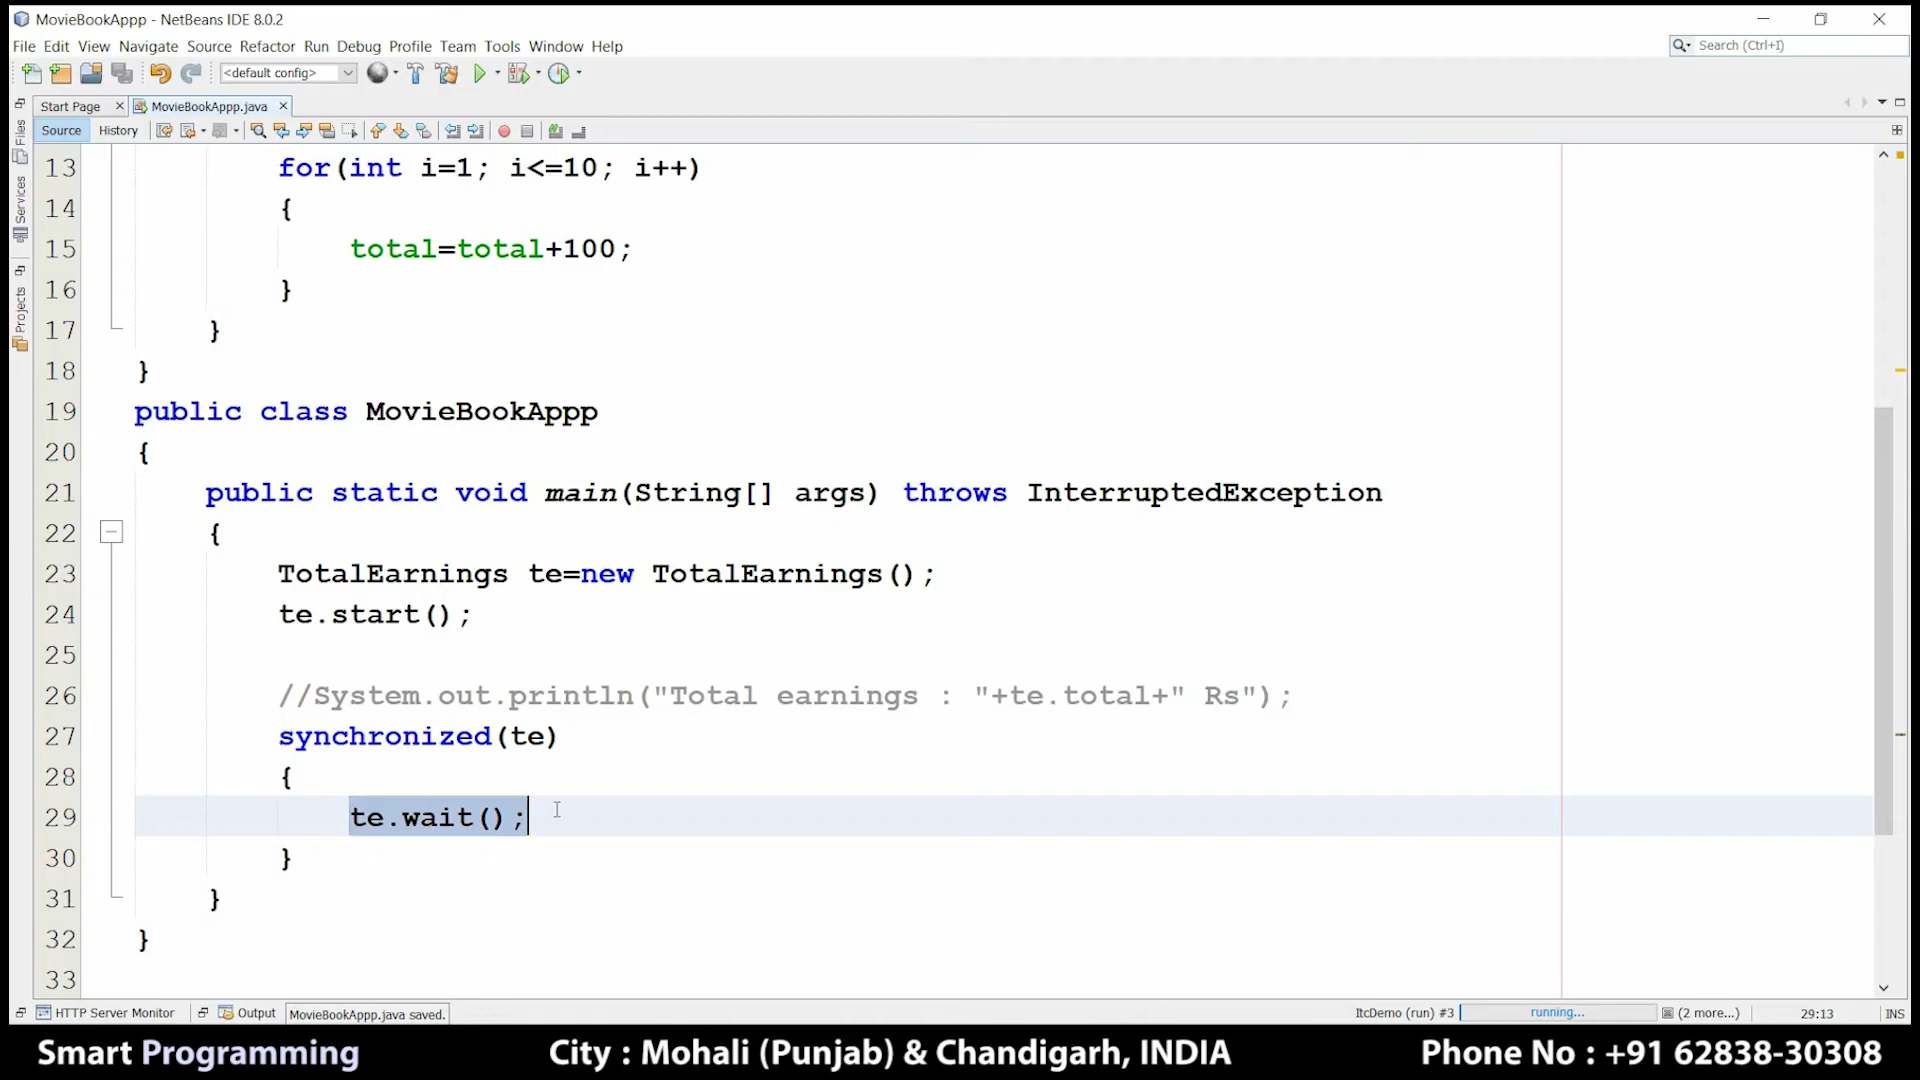 MovieBookAppp - NetBeans IDE 8.0.2
File Edit View Navigate Source Refactor Run Debug Profile Team Tools Window Help
Search (Ctrl+I)
<default config>
Start Page MovieBookAppp.java
Source History
Files
Services
Projects
13 for(int i=1; i<=10; i++)
14 {
15 total=total+100;
16 }
17 }
18 }
19 public class MovieBookAppp
20 {
21 public static void main(String[] args) throws InterruptedException
22 {
23 TotalEarnings te=new TotalEarnings();
24 te.start();
25
26 //System.out.println("Total earnings : "+te.total+" Rs");
27 synchronized(te)
28 {
29 te.wait();
30 }
31 }
32 }
33
HTTP Server Monitor Output MovieBookAppp.java saved. ItcDemo (run) #3 running... (2 more...) 29:13 INS
Smart Programming City : Mohali (Punjab) & Chandigarh, INDIA Phone No : +91 62838-30308